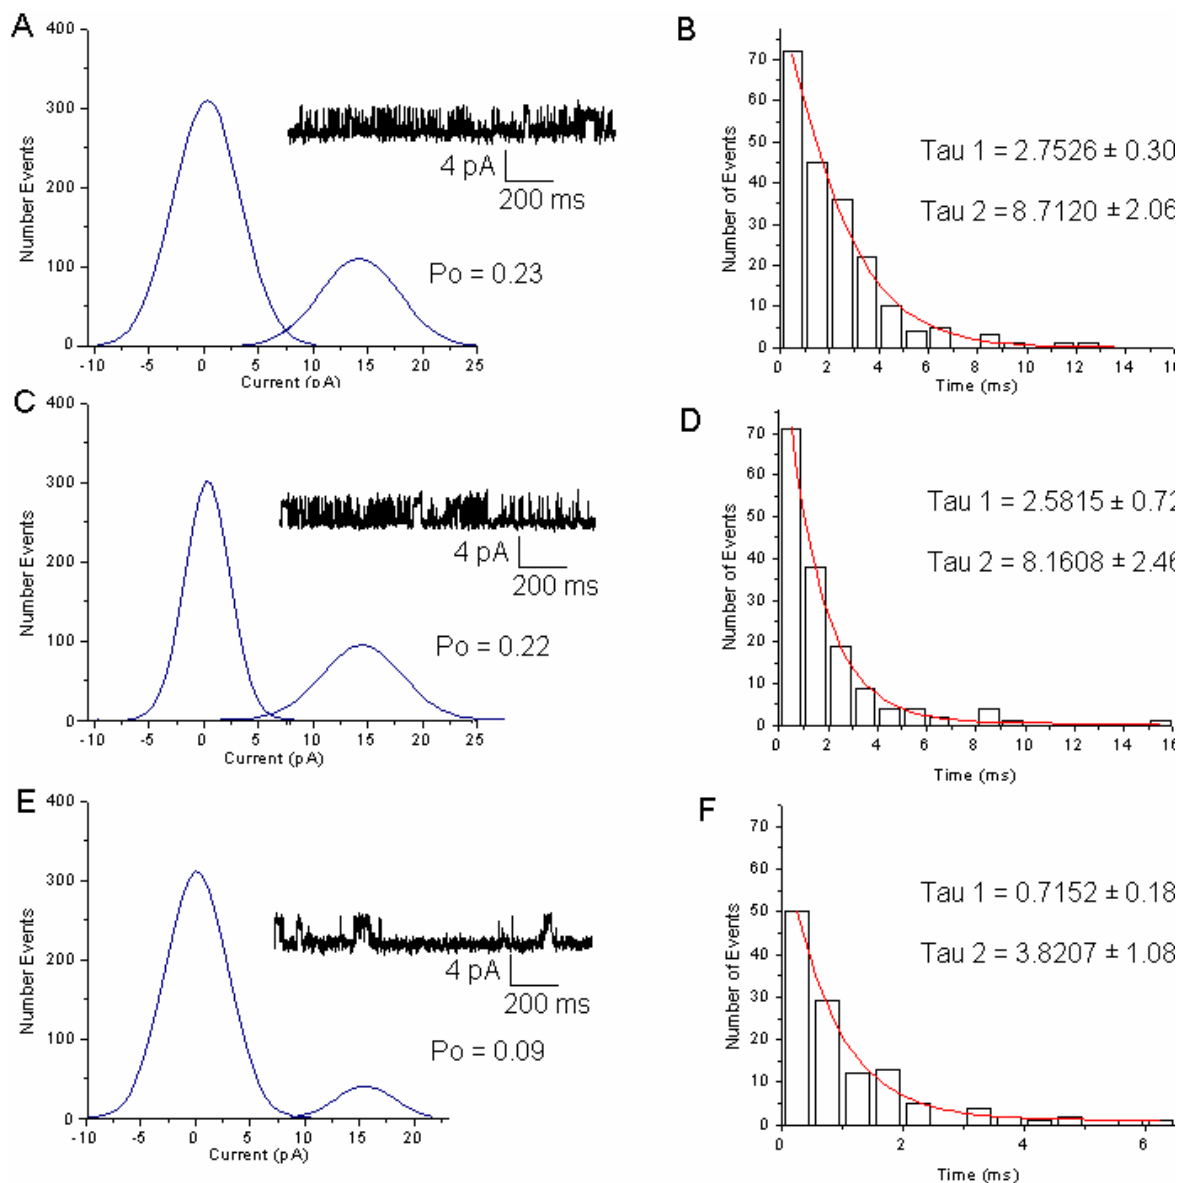 A
400
300
200
100
0
Number of Events
-10 -5 0 5 10 15 20 25
Current (pA)
4 pA
200 ms
Po = 0.23
B
70
60
50
40
30
20
10
0
Number of Events
0 2 4 6 8 10 12 14 16
Time (ms)
Tau 1 = 2.7526 ± 0.30
Tau 2 = 8.7120 ± 2.06
C
400
300
200
100
0
Number Events
-10 -5 0 5 10 15 20 25
Current (pA)
4 pA
200 ms
Po = 0.22
D
70
60
50
40
30
20
10
0
Number of Events
0 2 4 6 8 10 12 14 16
Time (ms)
Tau 1 = 2.5815 ± 0.72
Tau 2 = 8.1608 ± 2.46
E
400
300
200
100
0
Number Events
-10 -5 0 5 10 15 20
Current (pA)
4 pA
200 ms
Po = 0.09
F
70
60
50
40
30
20
10
0
Number of Events
0 2 4 6
Time (ms)
Tau 1 = 0.7152 ± 0.18
Tau 2 = 3.8207 ± 1.08